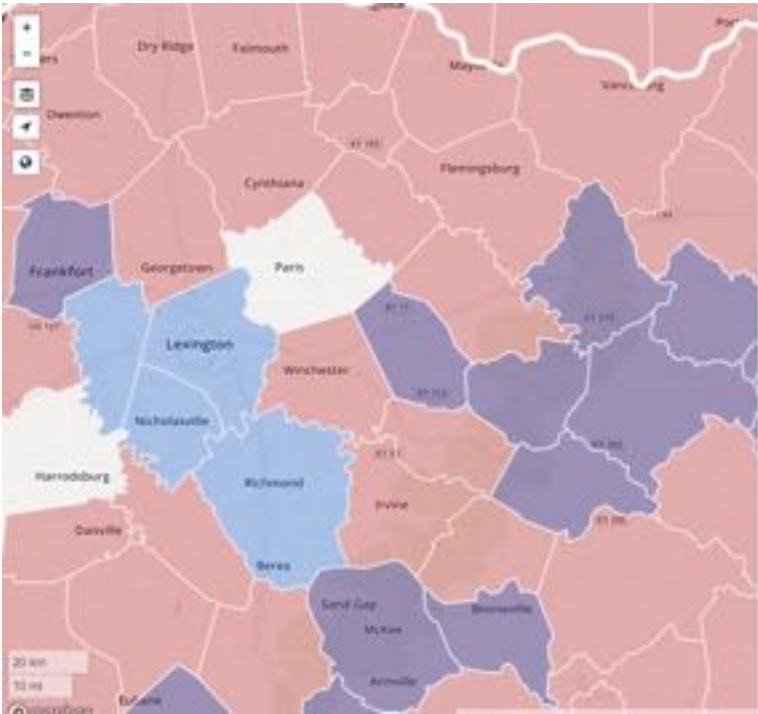 +
−
Dry Ridge
Falmouth
Owenton
Cynthiana
Flemingsburg
Frankfort
Georgetown
Paris
Lexington
Winchester
Nicholasville
Harrodsburg
Richmond
Irvine
Danville
Berea
Sand Gap
McKee
Booneville
Annville
Eubank
20 km
10 mi